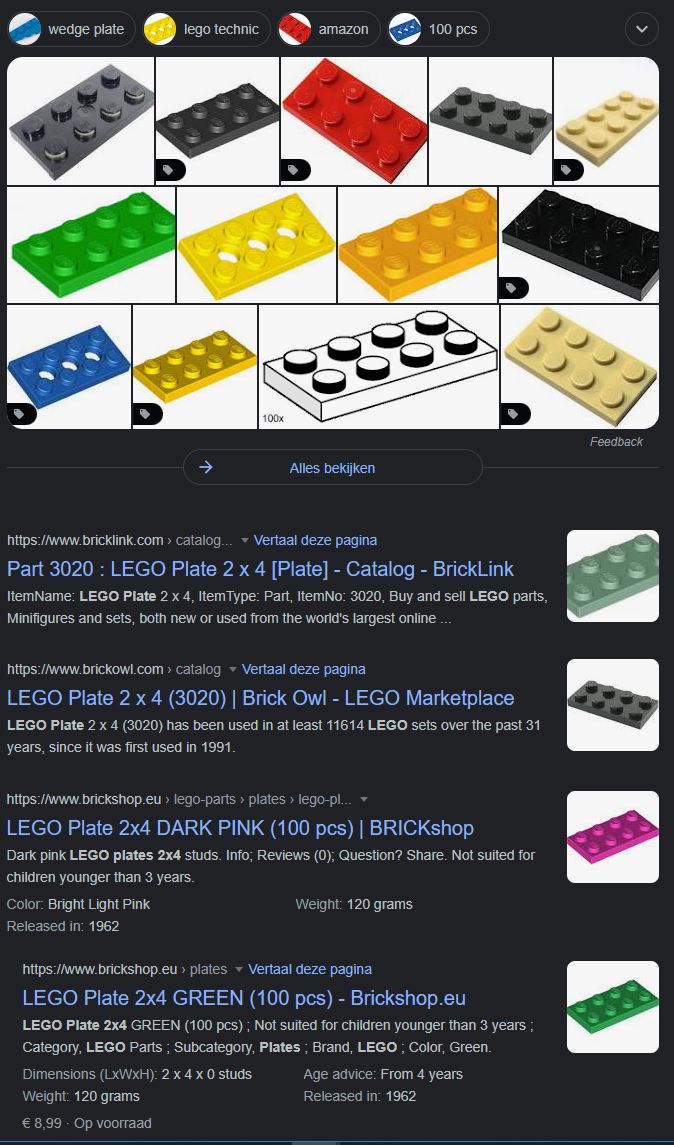 wedge plate
lego technic
amazon
100 pcs
100x
Feedback
Alles bekijken
https://www.bricklink.com › catalog... Vertaal deze pagina
Part 3020 : LEGO Plate 2 x 4 [Plate] - Catalog - BrickLink
ItemName: LEGO Plate 2 x 4, ItemType: Part, ItemNo: 3020, Buy and sell LEGO parts,
Minifigures and sets, both new or used from the world's largest online ...
https://www.brickowl.com › catalog Vertaal deze pagina
LEGO Plate 2 x 4 (3020) | Brick Owl - LEGO Marketplace
LEGO Plate 2 x 4 (3020) has been used in at least 11614 LEGO sets over the past 31
years, since it was first used in 1991.
https://www.brickshop.eu › lego-parts › plates › lego-pl...
LEGO Plate 2x4 DARK PINK (100 pcs) | BRICKshop
Dark pink LEGO plates 2x4 studs. Info; Reviews (0); Question? Share. Not suited for
children younger than 3 years.
Color: Bright Light Pink Weight: 120 grams
Released in: 1962
https://www.brickshop.eu › plates Vertaal deze pagina
LEGO Plate 2x4 GREEN (100 pcs) - Brickshop.eu
LEGO Plate 2x4 GREEN (100 pcs) ; Not suited for children younger than 3 years ;
Category, LEGO Parts ; Subcategory, Plates ; Brand, LEGO ; Color, Green.
Dimensions (LxWxH): 2 x 4 x 0 studs Age advice: From 4 years
Weight: 120 grams Released in: 1962
€ 8,99 · Op voorraad